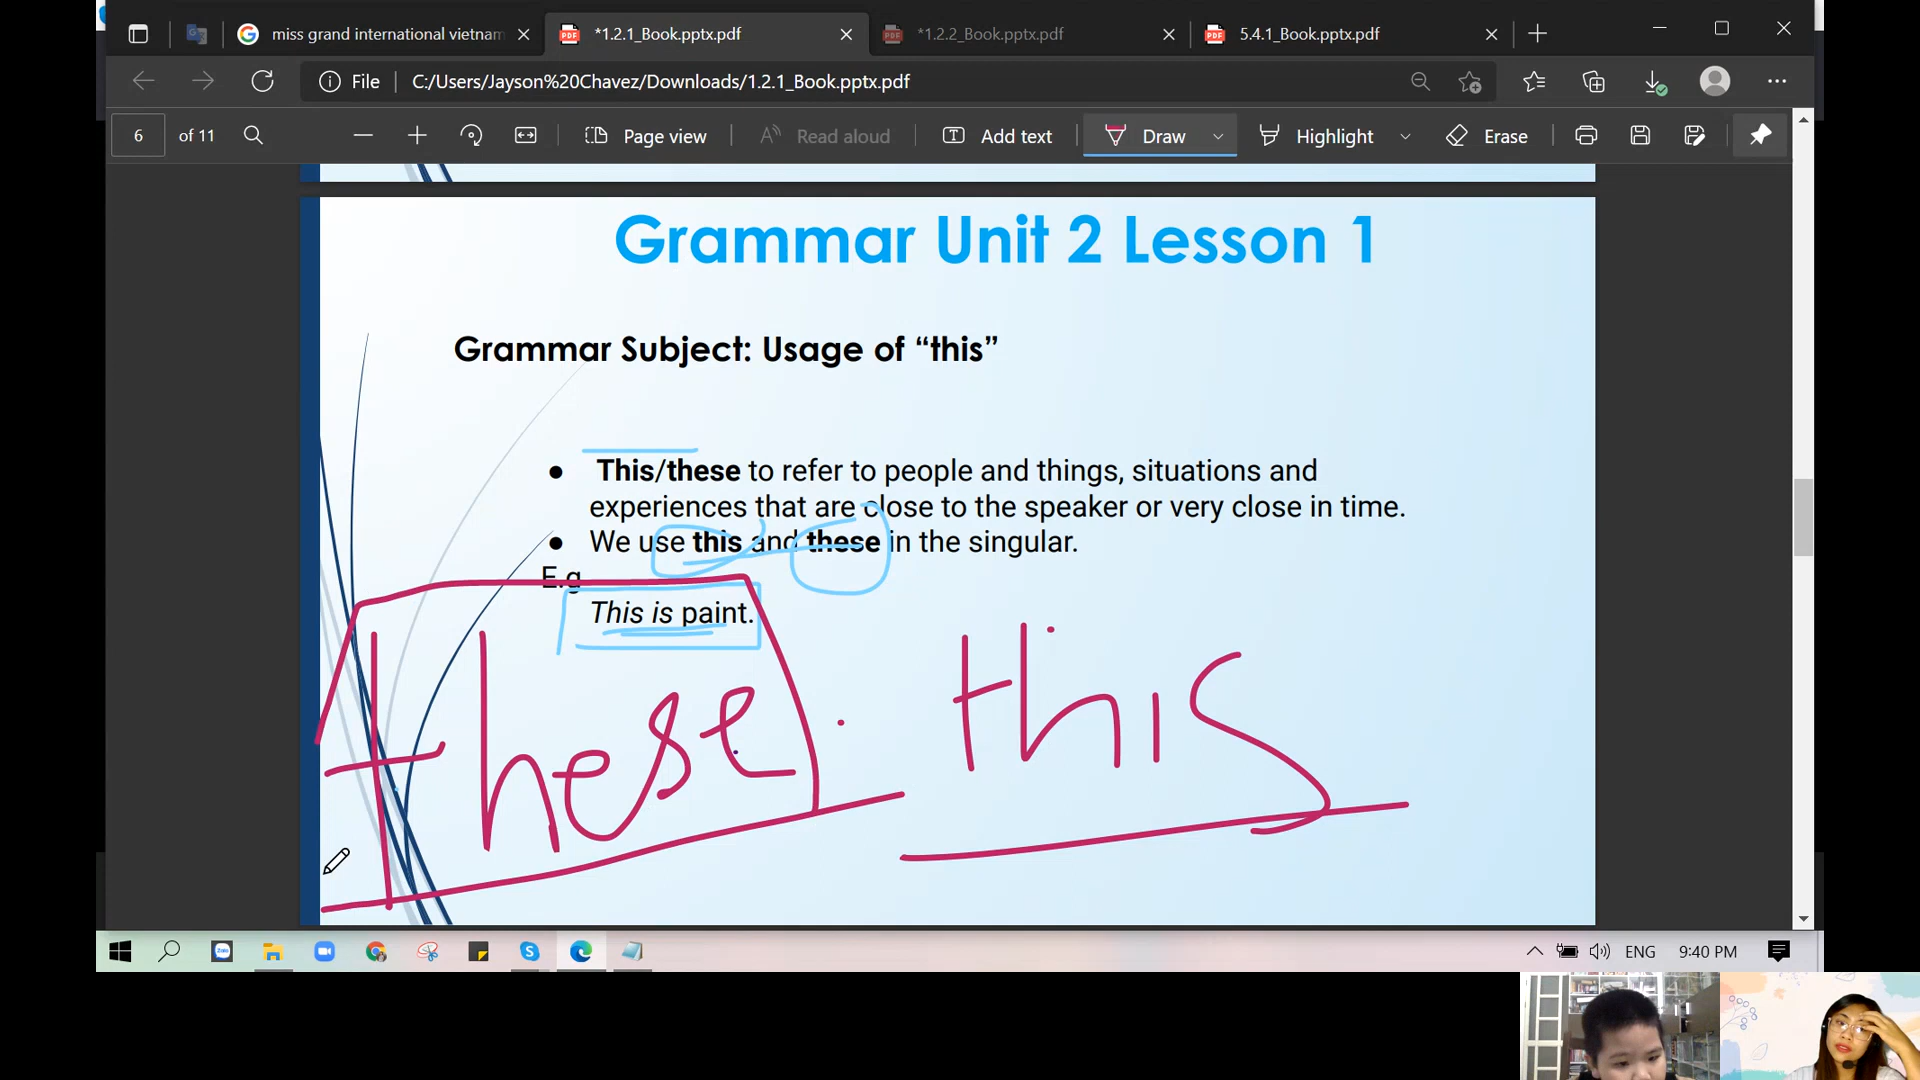 miss grand international vietnam
*1.2.1_Book.pptx.pdf
*1.2.2_Book.pptx.pdf
5.4.1_Book.pptx.pdf
File
C:/Users/Jayson%20Chavez/Downloads/1.2.1_Book.pptx.pdf
6 of 11
Page view
Read aloud
Add text
Draw
Highlight
Erase
Grammar Unit 2 Lesson 1
Grammar Subject: Usage of “this”
● This/these to refer to people and things, situations and
experiences that are close to the speaker or very close in time.
● We use this and these in the singular.
E.g
This is paint.
these
this
Zalo
ENG
9:40 PM